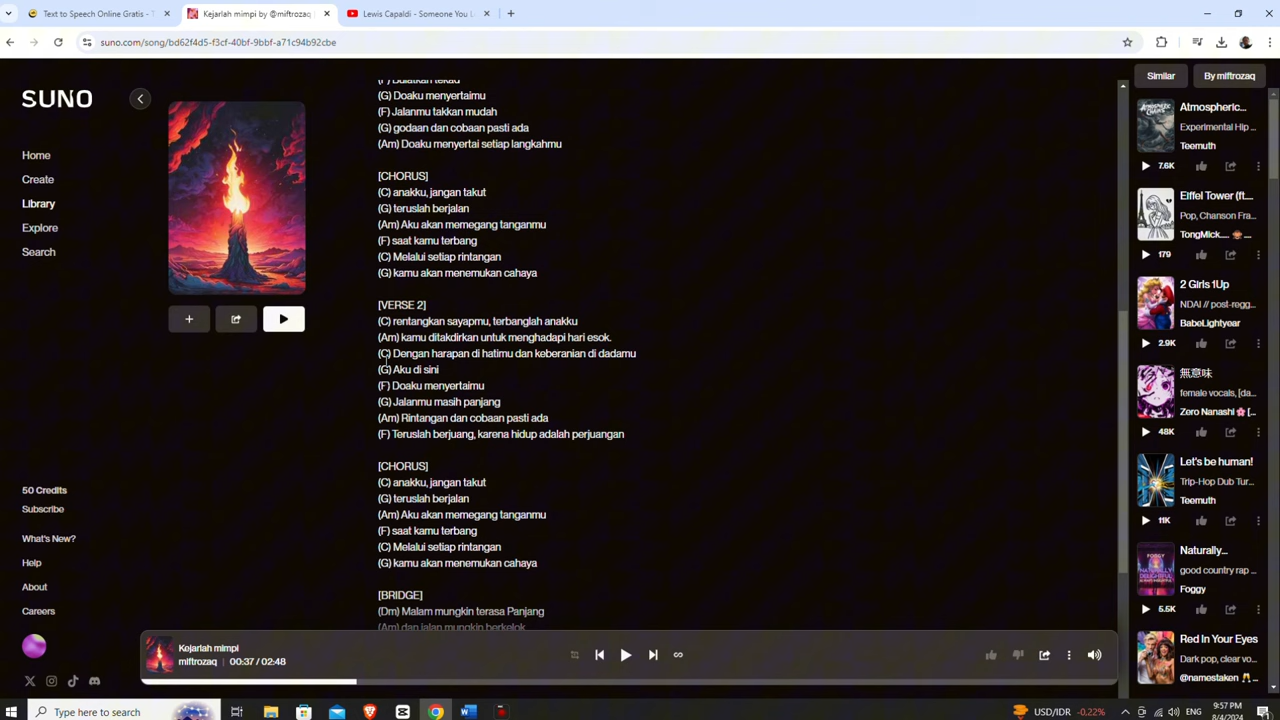 Text to Speech Online Gratis - T
Kejarlah mimpi by @miftrozaq |
Lewis Capaldi - Someone You L
suno.com/song/bd62f4d5-f3cf-40bf-9bbf-a71c94b92cbe
SUNO
Home
Create
Library
Explore
Search
50 Credits
Subscribe
What's New?
Help
About
Careers
(F) Bulatkan tekad
(G) Doaku menyertaimu
(F) Jalanmu takkan mudah
(G) godaan dan cobaan pasti ada
(Am) Doaku menyertai setiap langkahmu
[CHORUS]
(C) anakku, jangan takut
(G) teruslah berjalan
(Am) Aku akan memegang tanganmu
(F) saat kamu terbang
(C) Melalui setiap rintangan
(G) kamu akan menemukan cahaya
[VERSE 2]
(C) rentangkan sayapmu, terbanglah anakku
(Am) kamu ditakdirkan untuk menghadapi hari esok.
(C) Dengan harapan di hatimu dan keberanian di dadamu
(G) Aku di sini
(F) Doaku menyertaimu
(G) Jalanmu masih panjang
(Am) Rintangan dan cobaan pasti ada
(F) Teruslah berjuang, karena hidup adalah perjuangan
[CHORUS]
(C) anakku, jangan takut
(G) teruslah berjalan
(Am) Aku akan memegang tanganmu
(F) saat kamu terbang
(C) Melalui setiap rintangan
(G) kamu akan menemukan cahaya
[BRIDGE]
(Dm) Malam mungkin terasa Panjang
(Am) dan jalan mungkin berkelok
Similar
By miftrozaq
Atmospheric...
Experimental Hip
Teemuth
7.6K
Eiffel Tower (ft....
Pop, Chanson Fra
TongMick....
179
2 Girls 1Up
NDAI // post-regg
BabeLightyear
2.9K
無意味
female vocals, [da
Zero Nanashi
48K
Let's be human!
Trip-Hop Dub Tur
Teemuth
11K
Naturally...
good country rap
Foggy
5.5K
Red In Your Eyes
Dark pop, clear vo
@namestaken
Kejarlah mimpi
miftrozaq | 00:37 / 02:48
Type here to search
USD/IDR -0.22%
ENG
9:57 PM
8/4/2024